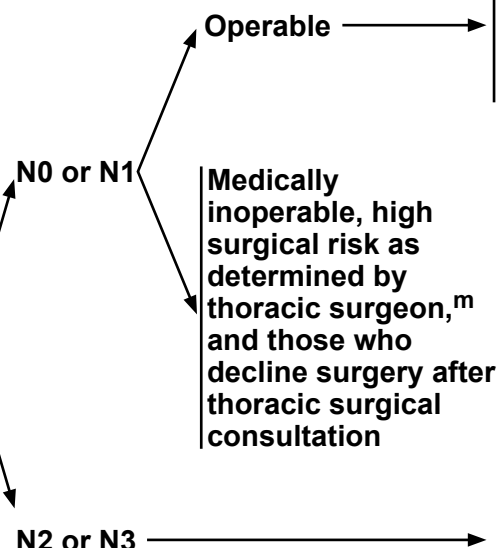 Operable
N0 or N1
Medically
inoperable, high
surgical risk as
determined by
thoracic surgeon,m
and those who
decline surgery after
thoracic surgical
consultation
N2 or N3